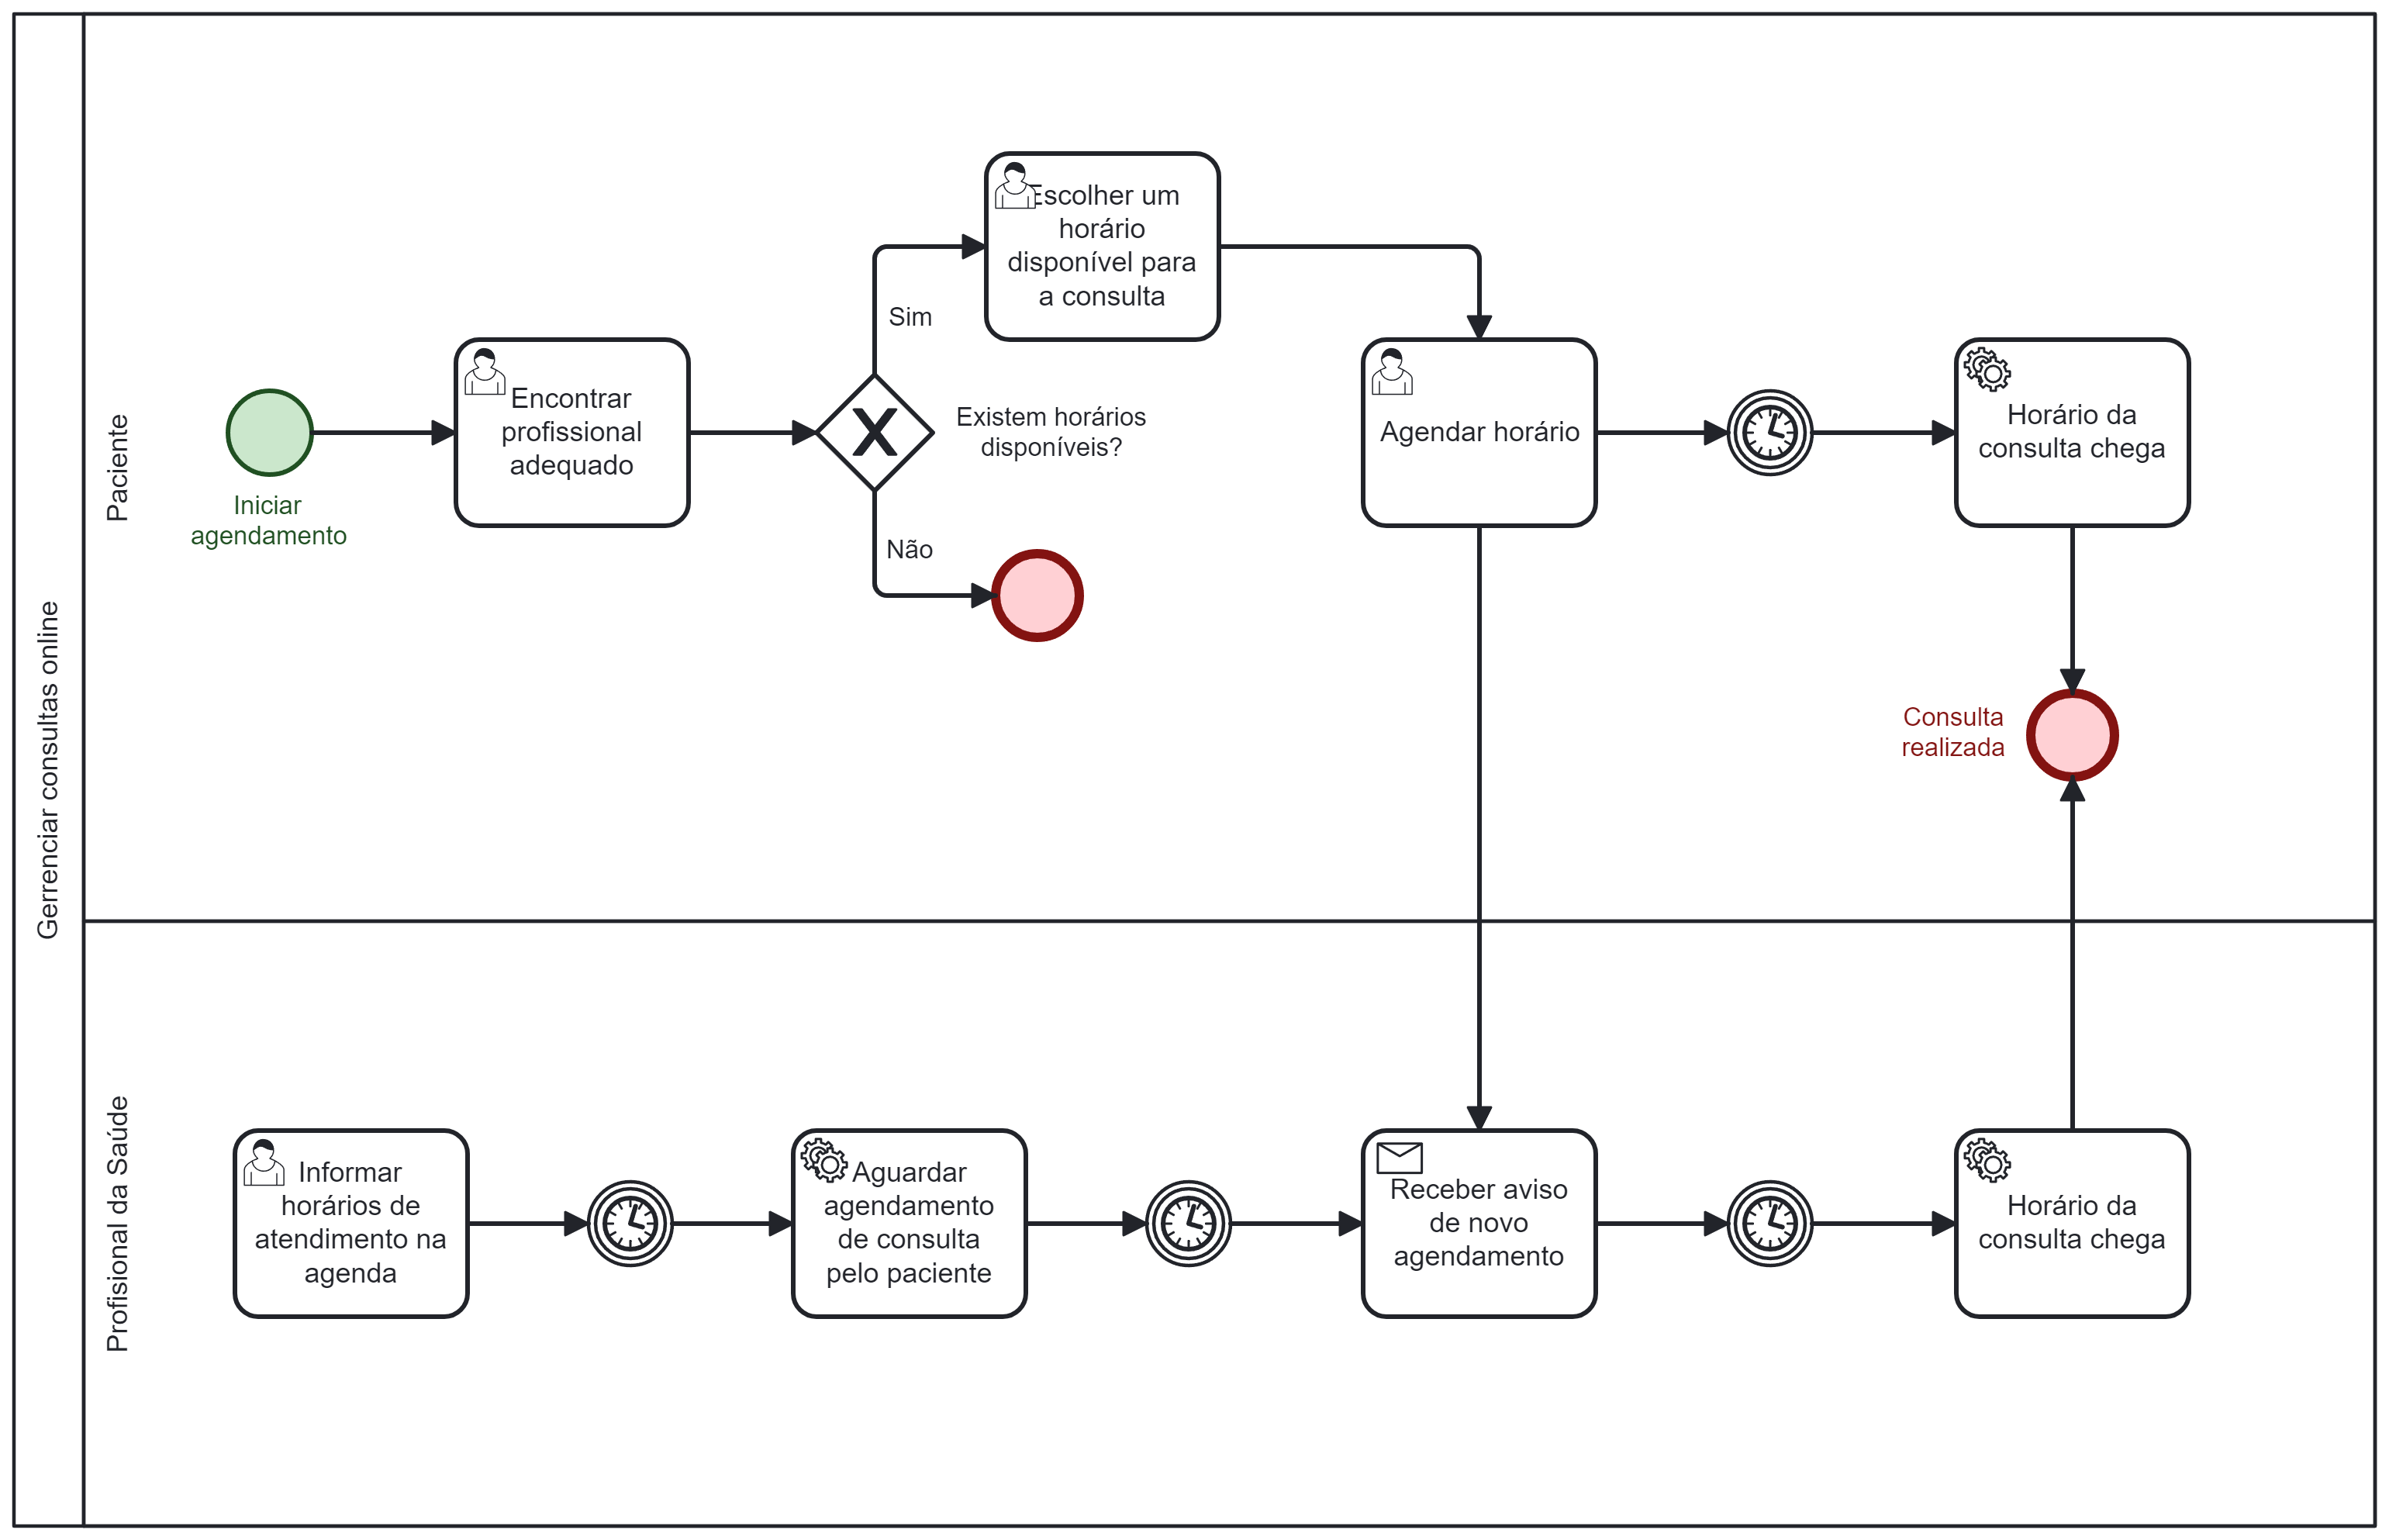 Gerrenciar consultas online
Paciente
Iniciar
agendamento
Encontrar
profissional
adequado
Sim
Existem horários
disponíveis?
Não
Escolher um
horário
disponível para
a consulta
Agendar horário
Horário da
consulta chega
Consulta
realizada
Profisional da Saúde
Informar
horários de
atendimento na
agenda
Aguardar
agendamento
de consulta
pelo paciente
Receber aviso
de novo
agendamento
Horário da
consulta chega